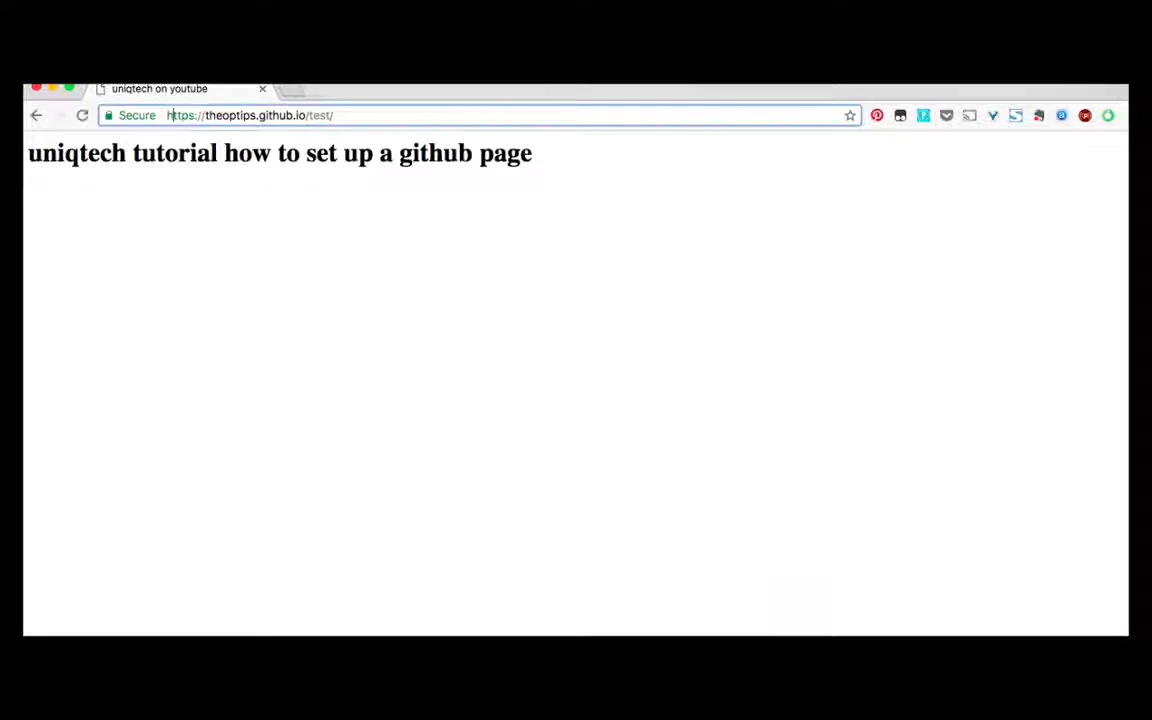 uniqtech on youtube
Secure https://theoptips.github.io/test/
uniqtech tutorial how to set up a github page